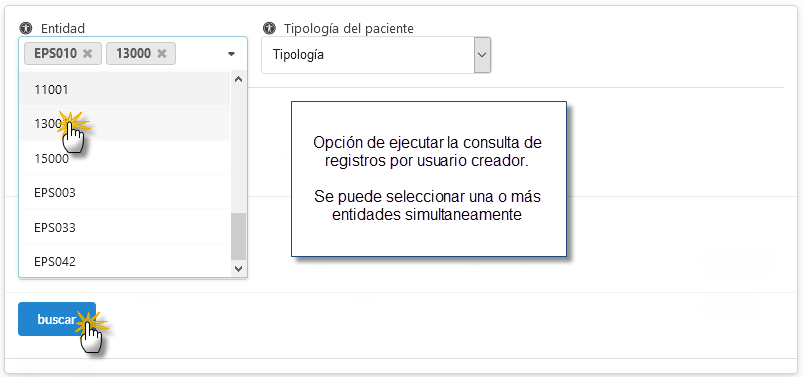 Entidad
Tipología del paciente
EPS010
13000
Tipología
11001
1300
15000
EPS003
EPS033
EPS042
Opción de ejecutar la consulta de
registros por usuario creador.
Se puede seleccionar una o más
entidades simultaneamente
buscar